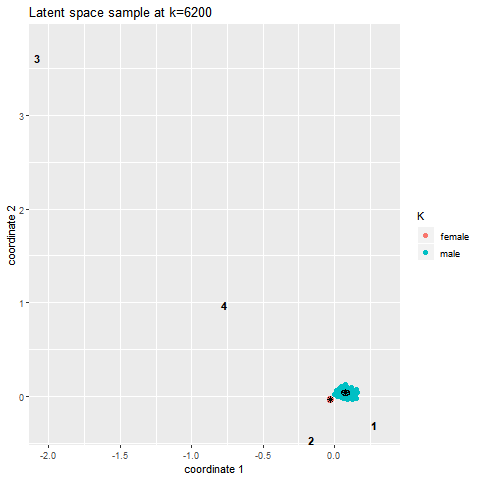 Latent space sample at k=6200
3
3
2
4
1
0
1
2
-2.0 -1.5 -1.0 -0.5 0.0
coordinate 1
coordinate 2
K
female
male